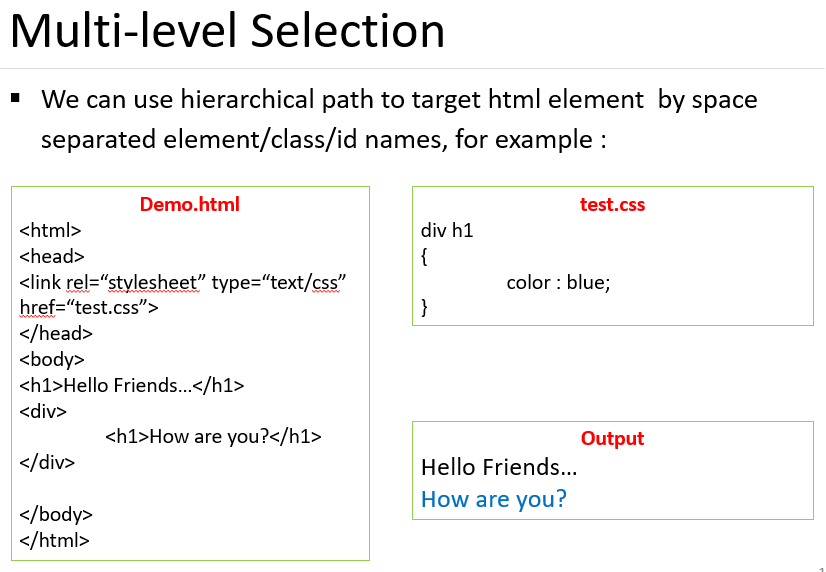 Multi-level Selection
▪ We can use hierarchical path to target html element  by space
separated element/class/id names, for example :
Demo.html
<html>
<head>
<link rel=“stylesheet” type=“text/css”
href=“test.css”>
</head>
<body>
<h1>Hello Friends…</h1>
<div>
<h1>How are you?</h1>
</div>
</body>
</html>
test.css
div h1
{
color : blue;
}
Output
Hello Friends…
How are you?